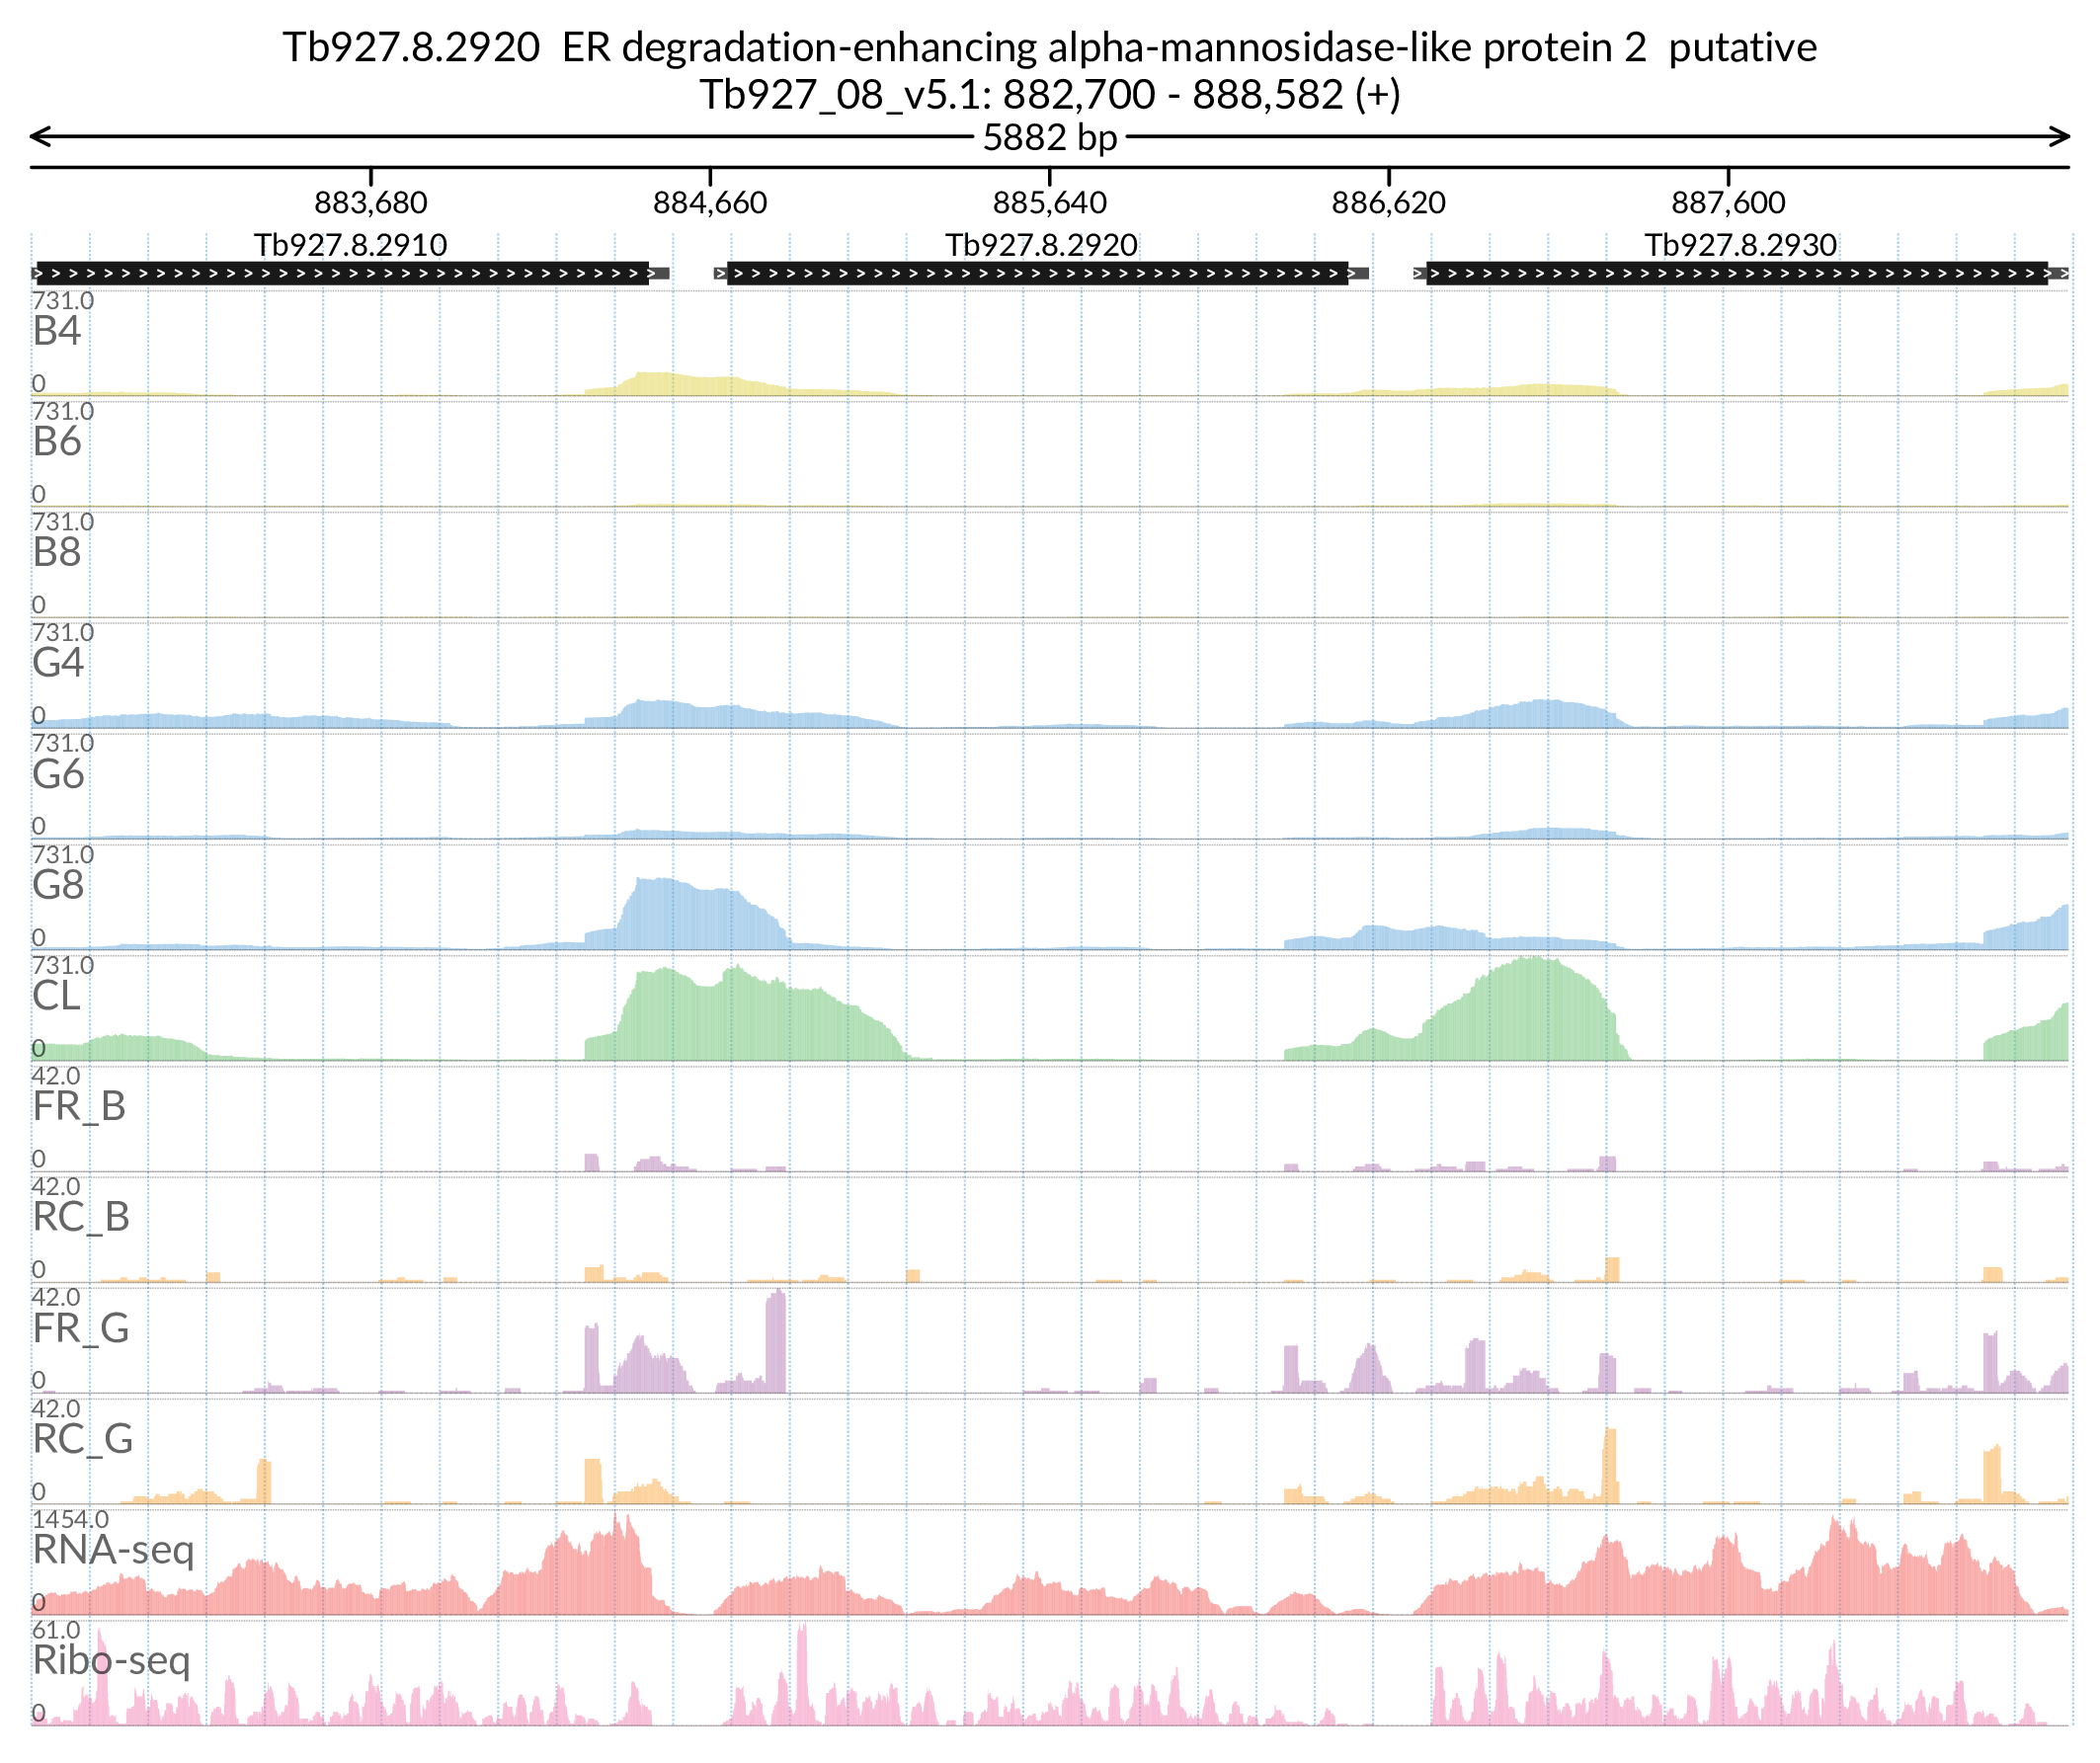 Tb927.8.2920  ER degradation-enhancing alpha-mannosidase-like protein 2  putative
Tb927_08_v5.1: 882,700 - 888,582 (+)
5882 bp
883,680 884,660 885,640 886,620 887,600
Tb927.8.2910 Tb927.8.2920 Tb927.8.2930
731.0
B4
0
731.0
B6
0
731.0
B8
0
731.0
G4
0
731.0
G6
0
731.0
G8
0
731.0
CL
0
42.0
FR_B
0
42.0
RC_B
0
42.0
FR_G
0
42.0
RC_G
0
1454.0
RNA-seq
0
61.0
Ribo-seq
0